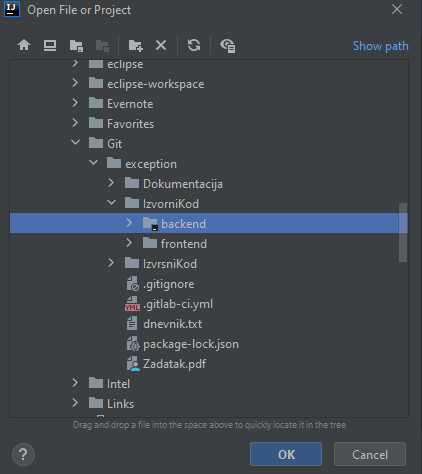 IJ Open File or Project
Show path
eclipse
eclipse-workspace
Evernote
Favorites
Git
exception
Dokumentacija
IzvorniKod
backend
frontend
IzvrsniKod
.gitignore
YML .gitlab-ci.yml
dnevnik.txt
package-lock.json
Zadatak.pdf
Intel
Links
Drag and drop a file into the space above to quickly locate it in the tree
? OK Cancel